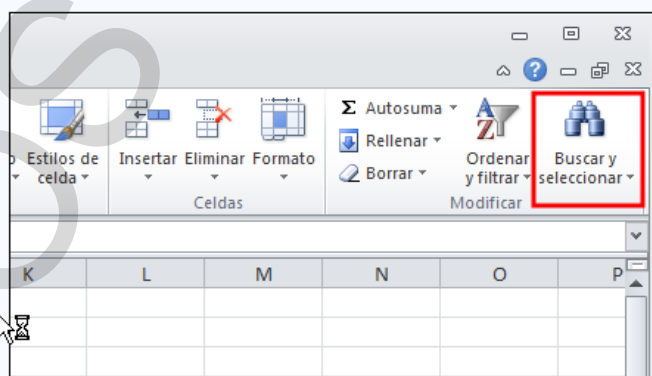 Σ Autosuma
Rellenar
Borrar
Estilos de
celda
Insertar Eliminar Formato
Ordenar
y filtrar
Buscar y
seleccionar
Celdas
Modificar
K L M N O P